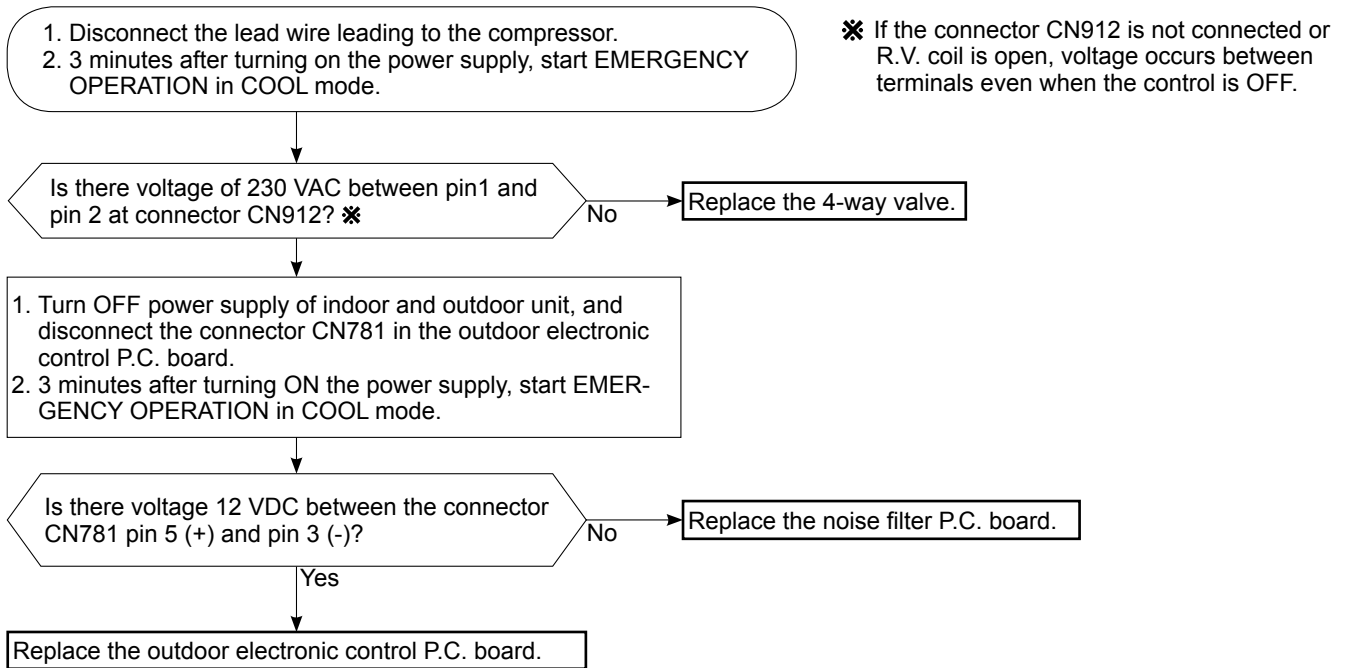 1. Disconnect the lead wire leading to the compressor.
2. 3 minutes after turning on the power supply, start EMERGENCY
OPERATION in COOL mode.
※ If the connector CN912 is not connected or
R.V. coil is open, voltage occurs between
terminals even when the control is OFF.
Is there voltage of 230 VAC between pin1 and
pin 2 at connector CN912? ※
No
Replace the 4-way valve.
1. Turn OFF power supply of indoor and outdoor unit, and
disconnect the connector CN781 in the outdoor electronic
control P.C. board.
2. 3 minutes after turning ON the power supply, start EMER-
GENCY OPERATION in COOL mode.
Is there voltage 12 VDC between the connector
CN781 pin 5 (+) and pin 3 (-)?
No
Replace the noise filter P.C. board.
Yes
Replace the outdoor electronic control P.C. board.